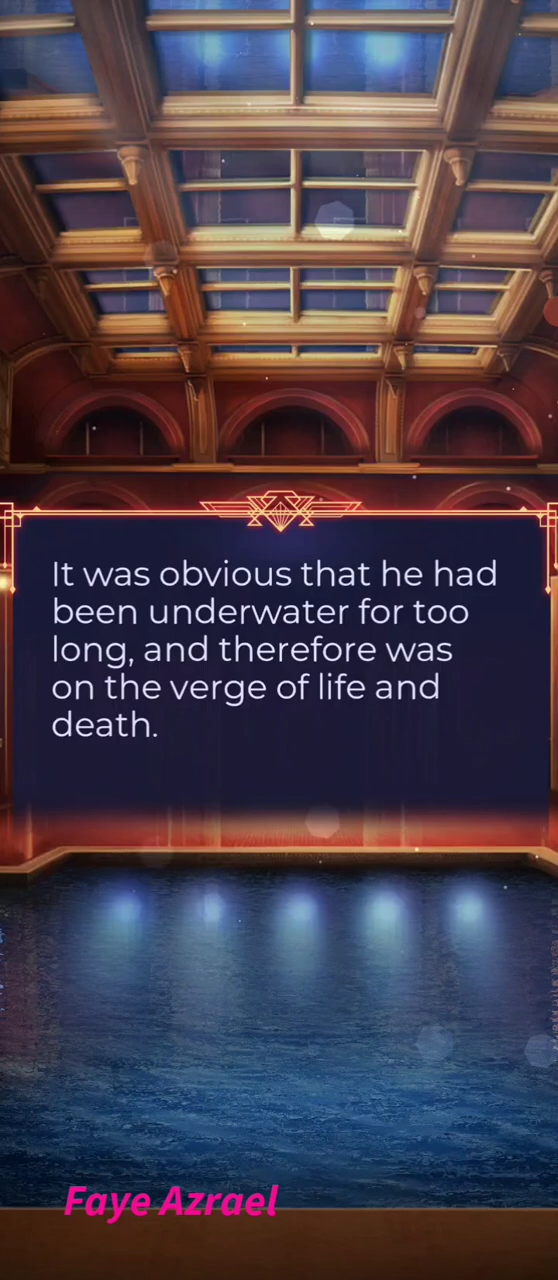 It was obvious that he had
been underwater for too
long, and therefore was
on the verge of life and
death.
Faye Azrael